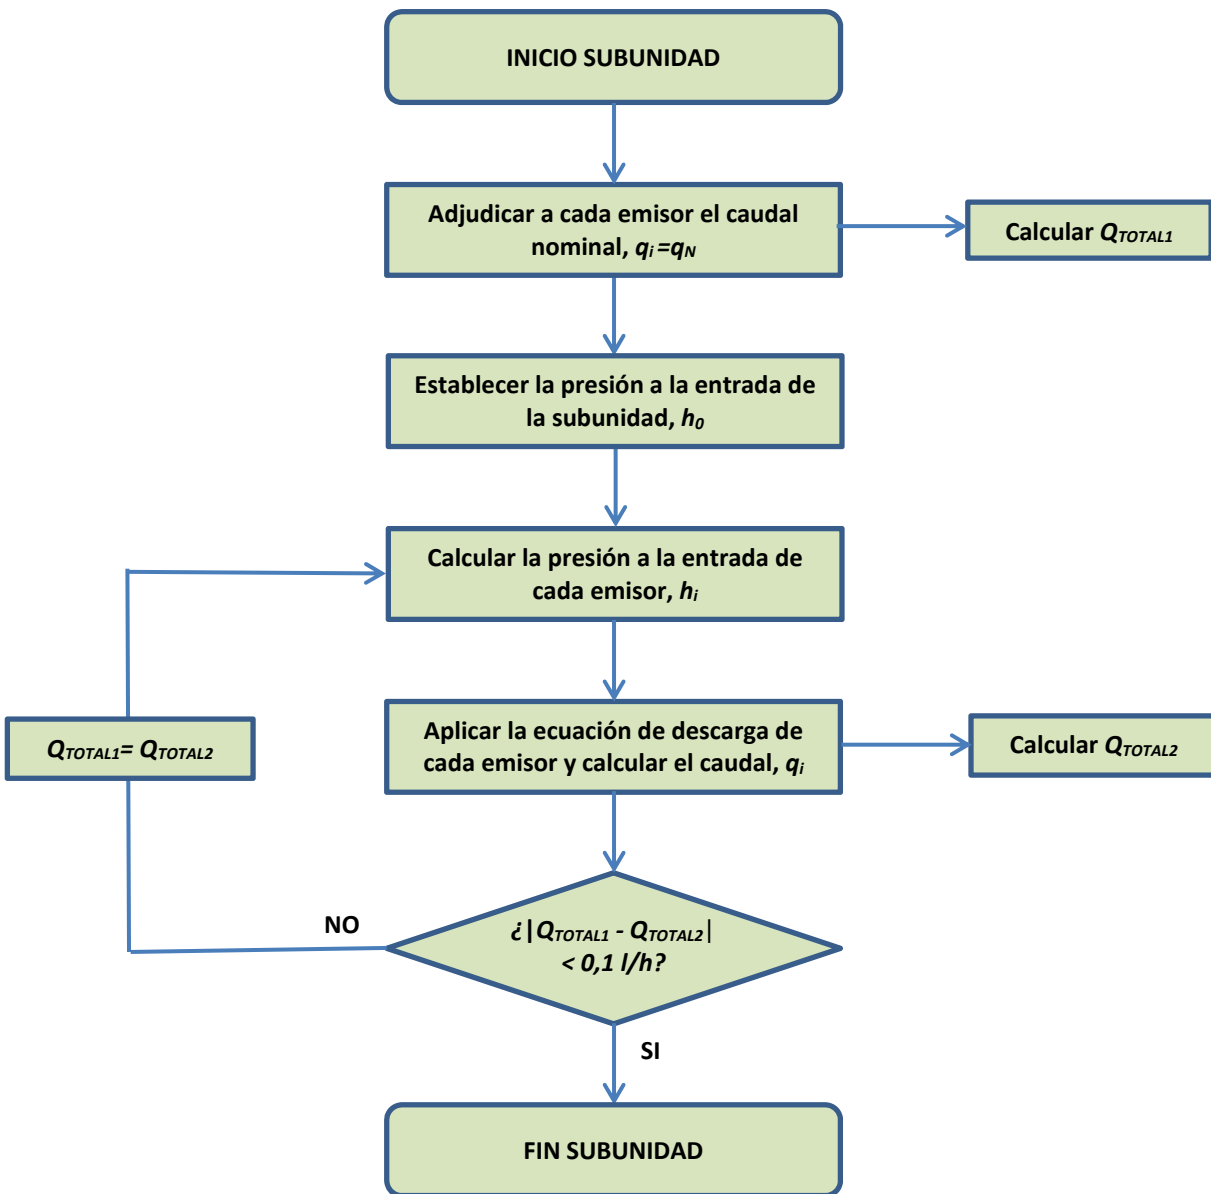 INICIO SUBUNIDAD
Adjudicar a cada emisor el caudal
nominal, qi =qN
Calcular QTOTAL1
Establecer la presión a la entrada de
la subunidad, h0
Calcular la presión a la entrada de
cada emisor, hi
Aplicar la ecuación de descarga de
cada emisor y calcular el caudal, qi
Calcular QTOTAL2
QTOTAL1= QTOTAL2
NO
¿|QTOTAL1 - QTOTAL2|
< 0,1 l/h?
SI
FIN SUBUNIDAD